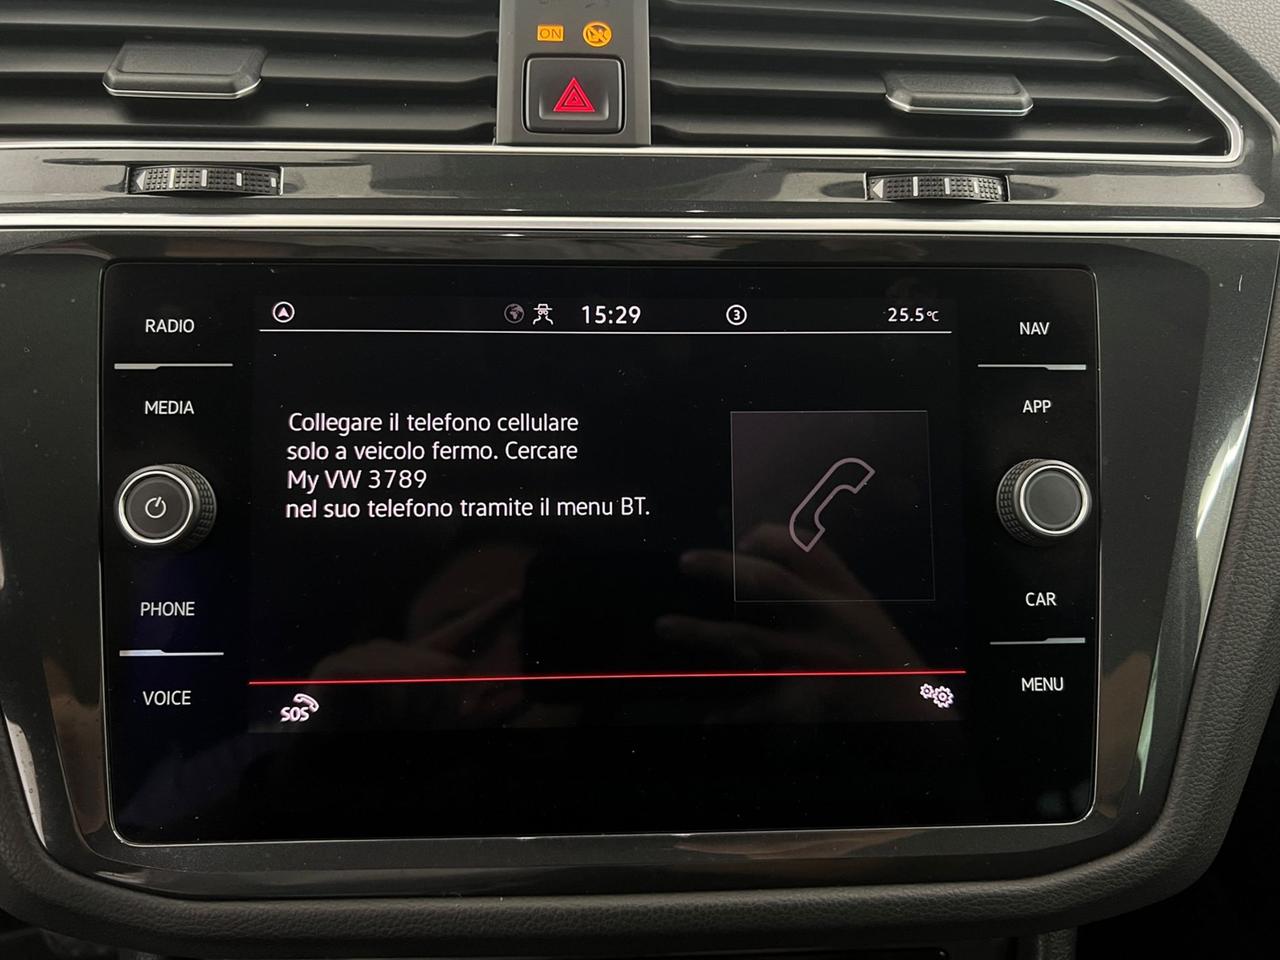 ON
RADIO
MEDIA
PHONE
VOICE
15:29
3
25.5°C
Collegare il telefono cellulare
solo a veicolo fermo. Cercare
My VW 3789
nel suo telefono tramite il menu BT.
SOS
NAV
APP
CAR
MENU